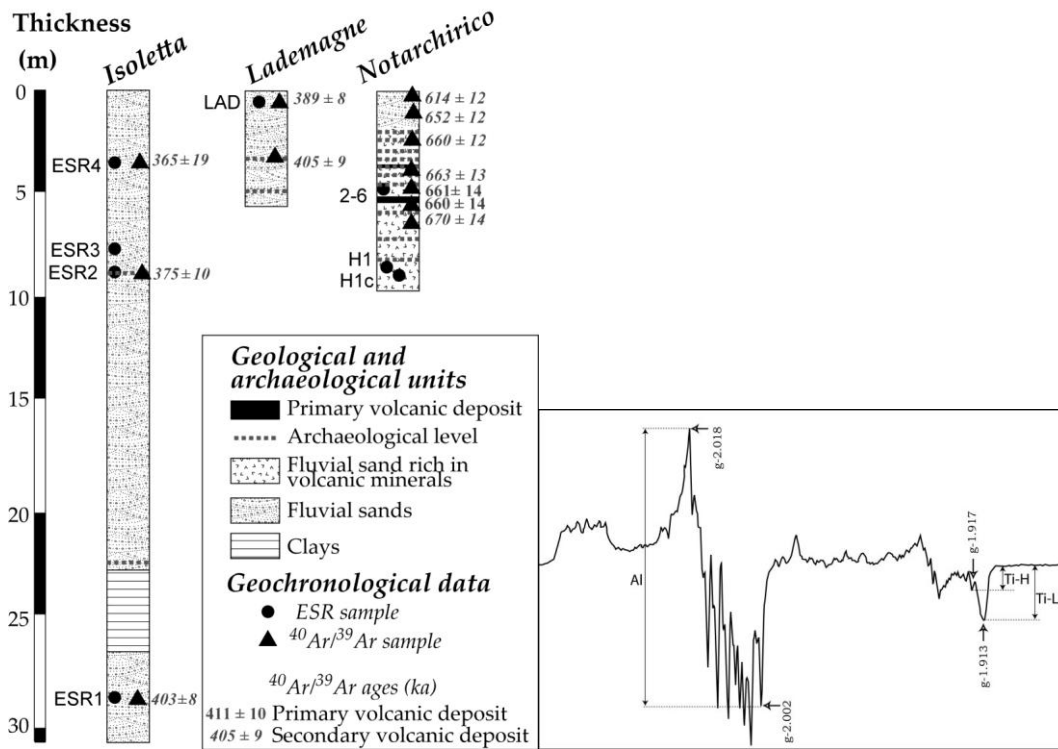 Thickness
(m)
Isoletta
Lademagne
Notarchirico
0
5
10
15
20
25
30
ESR4
365 ± 19
ESR3
ESR2
375 ± 10
ESR1
403±8
LAD
389 ± 8
405 ± 9
614 ± 12
652 ± 12
660 ± 12
663 ± 13
2-6
661± 14
660 ± 14
670 ± 14
H1
H1c
Geological and
archaeological units
Primary volcanic deposit
Archaeological level
Fluvial sand rich in
volcanic minerals
Fluvial sands
Clays
Geochronological data
ESR sample
⁴⁰Ar/³⁹Ar sample
⁴⁰Ar/³⁹Ar ages (ka)
411 ± 10 Primary volcanic deposit
405 ± 9 Secondary volcanic deposit
Al
g-2.018
g-2.002
g-1.917
g-1.913
Ti-H
Ti-L